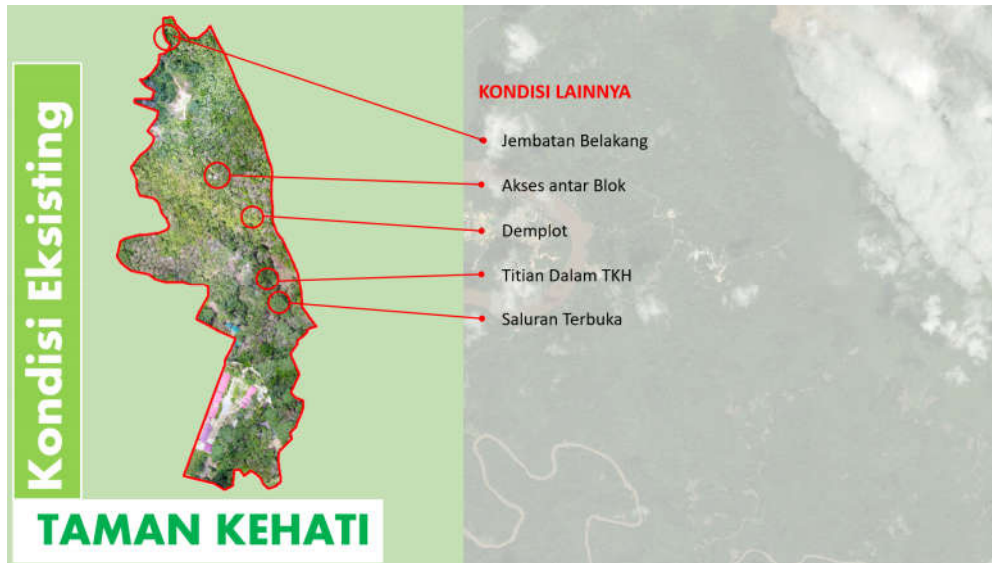 Kondisi Eksisting
TAMAN KEHATI
KONDISI LAINNYA
Jembatan Belakang
Akses antar Blok
Demplot
Titian Dalam TKH
Saluran Terbuka